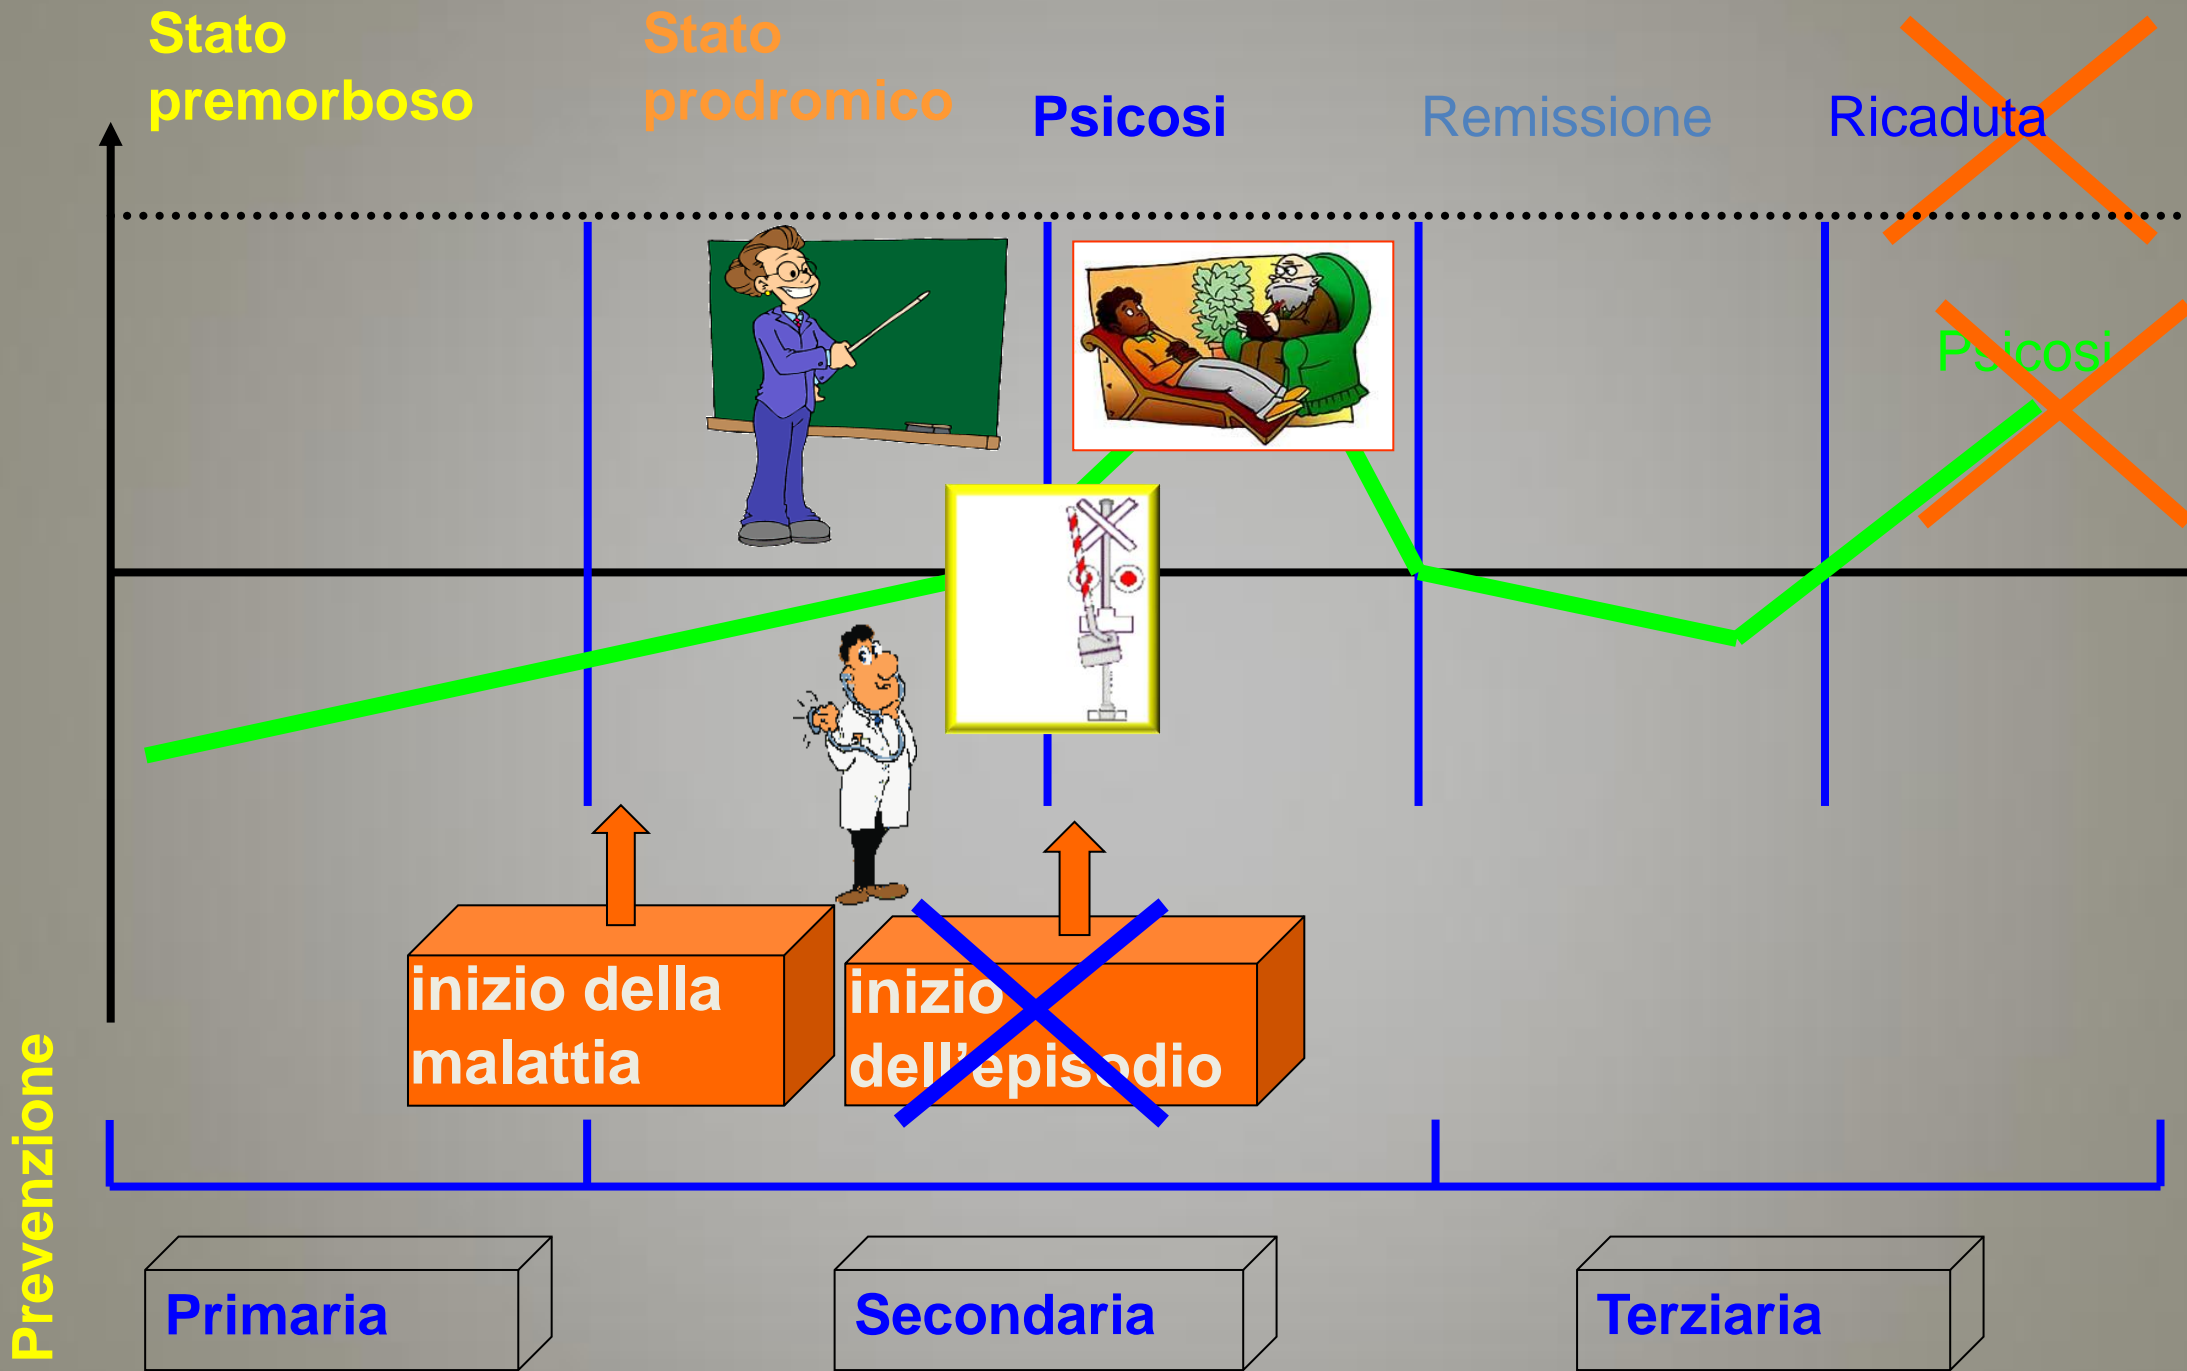 Stato
premorboso
Stato
prodromico
Psicosi
Remissione
Ricaduta
Psicosi
inizio della
malattia
inizio
dell'episodio
Prevenzione
Primaria
Secondaria
Terziaria